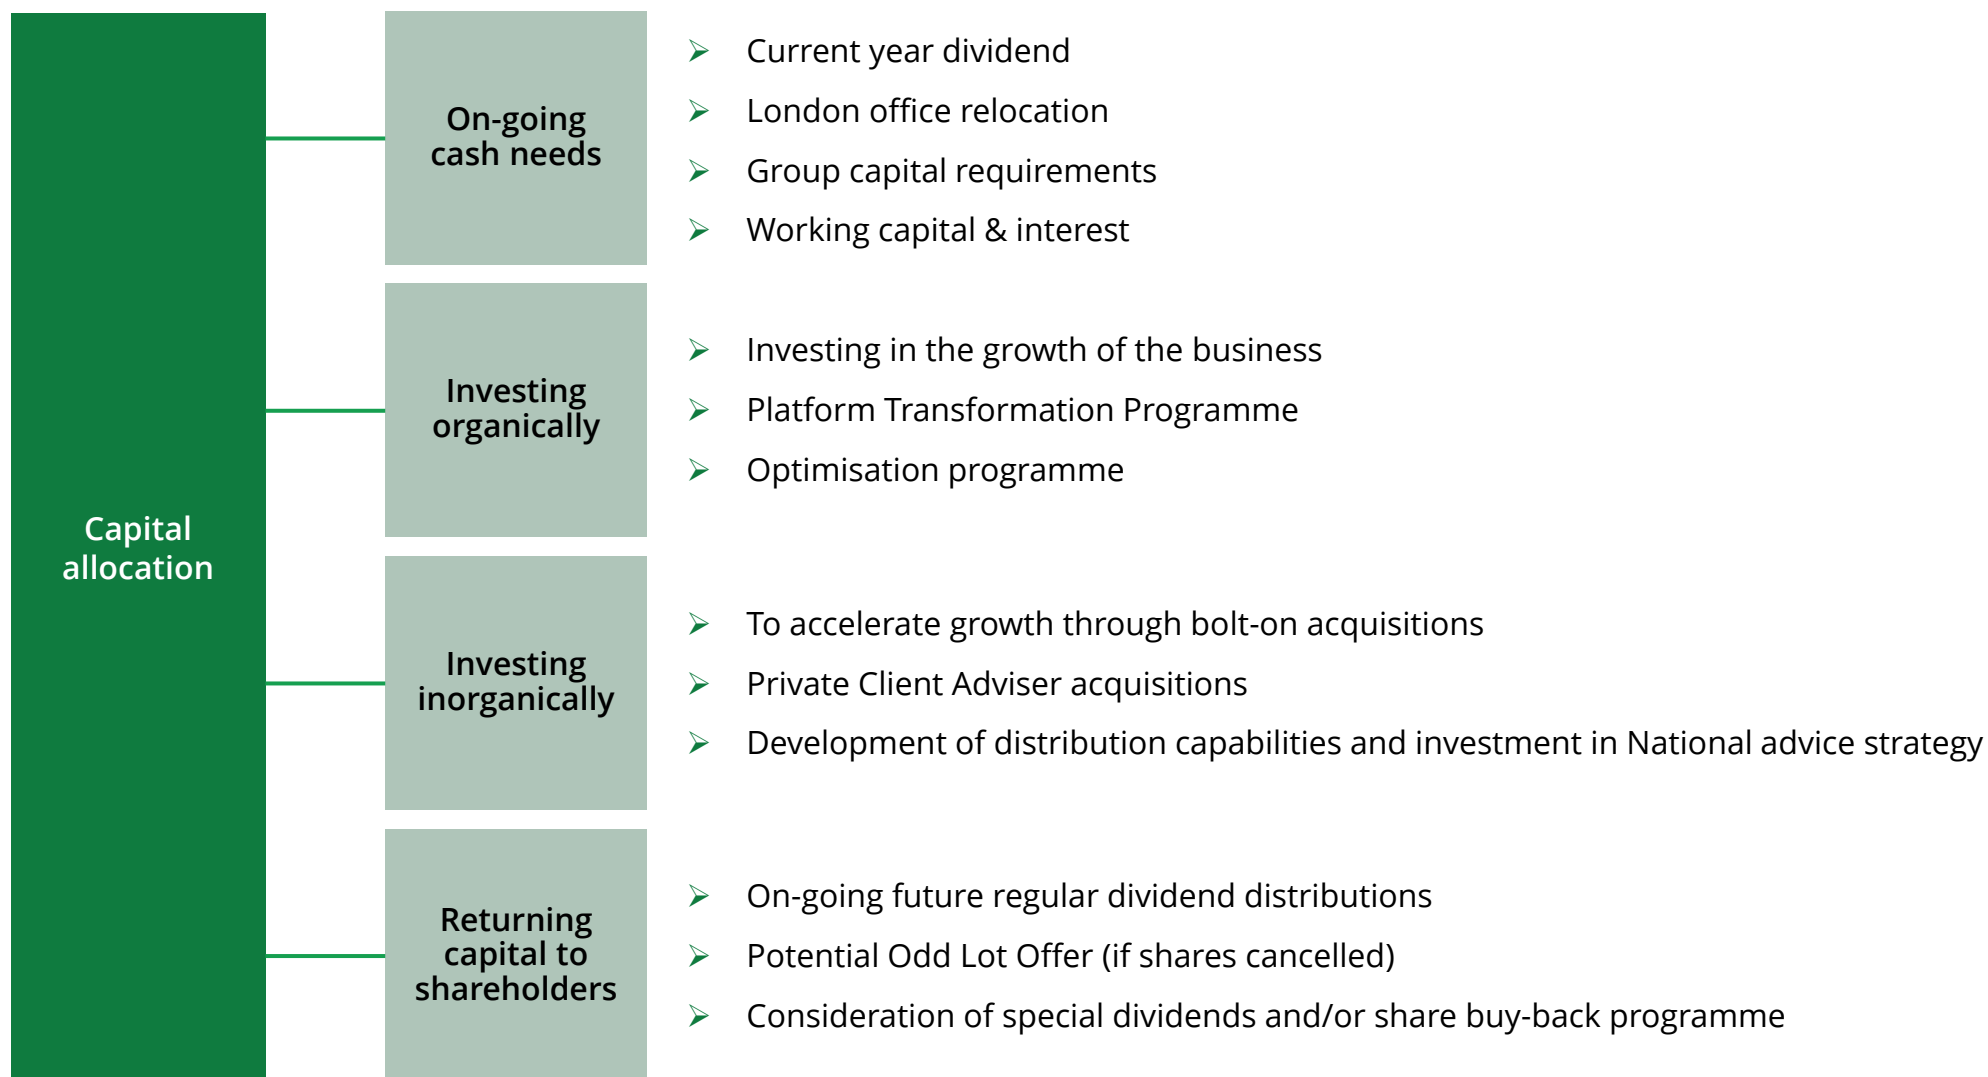 Capital
allocation
On-going
cash needs
Current year dividend
London office relocation
Group capital requirements
Working capital & interest
Investing
organically
Investing in the growth of the business
Platform Transformation Programme
Optimisation programme
Investing
inorganically
To accelerate growth through bolt-on acquisitions
Private Client Adviser acquisitions
Development of distribution capabilities and investment in National advice strategy
Returning
capital to
shareholders
On-going future regular dividend distributions
Potential Odd Lot Offer (if shares cancelled)
Consideration of special dividends and/or share buy-back programme